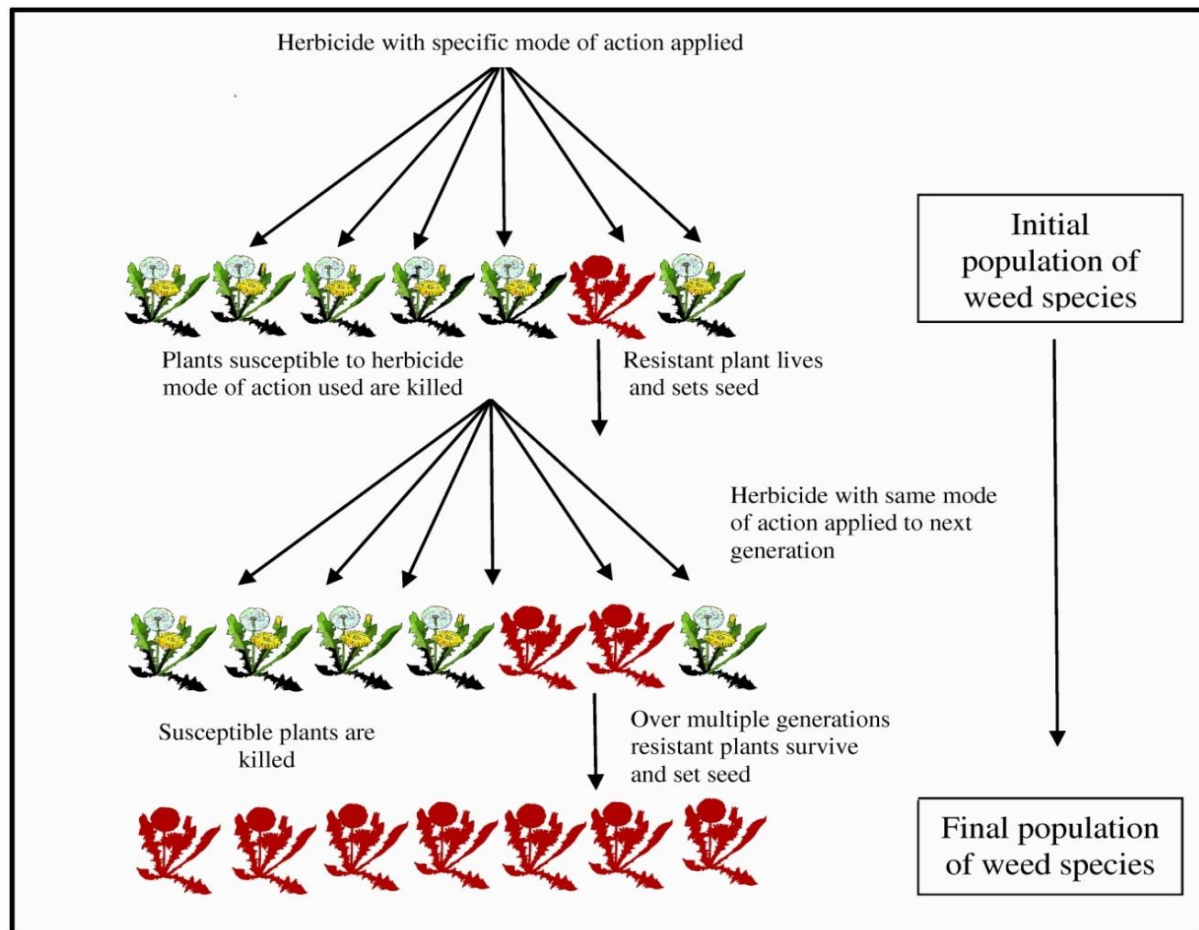 Herbicide with specific mode of action applied
Initial
population of
weed species
Plants susceptible to herbicide
mode of action used are killed
Resistant plant lives
and sets seed
Herbicide with same mode
of action applied to next
generation
Susceptible plants are
killed
Over multiple generations
resistant plants survive
and set seed
Final population
of weed species